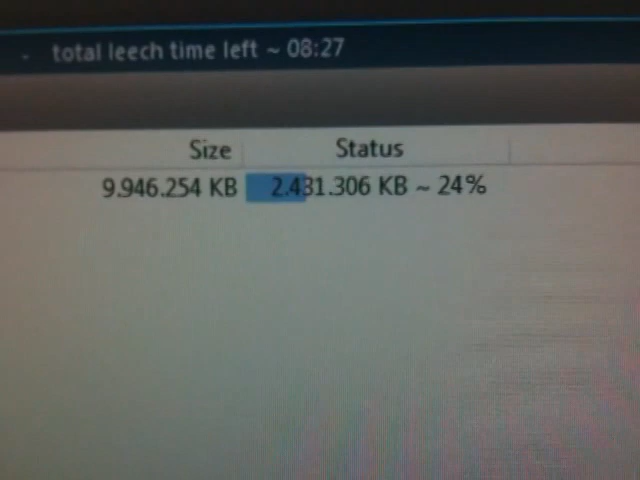 - total leech time left ~ 08:27
Size Status
9.946.254 KB 2.431.306 KB ~ 24%